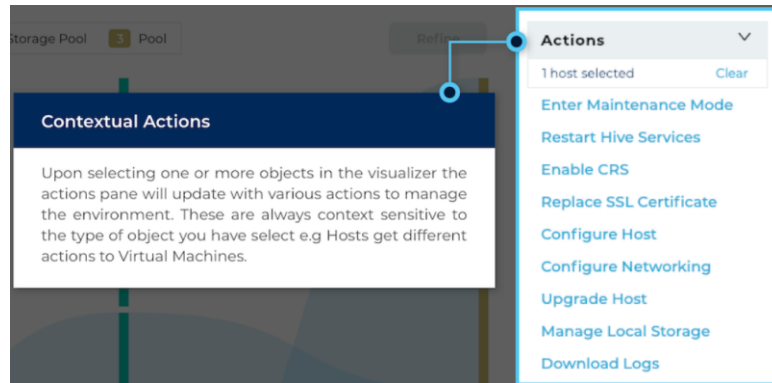 Storage Pool 3 Pool
Refine
Contextual Actions
Upon selecting one or more objects in the visualizer the
actions pane will update with various actions to manage
the environment. These are always context sensitive to
the type of object you have select e.g Hosts get different
actions to Virtual Machines.
Actions
1 host selected Clear
Enter Maintenance Mode
Restart Hive Services
Enable CRS
Replace SSL Certificate
Configure Host
Configure Networking
Upgrade Host
Manage Local Storage
Download Logs